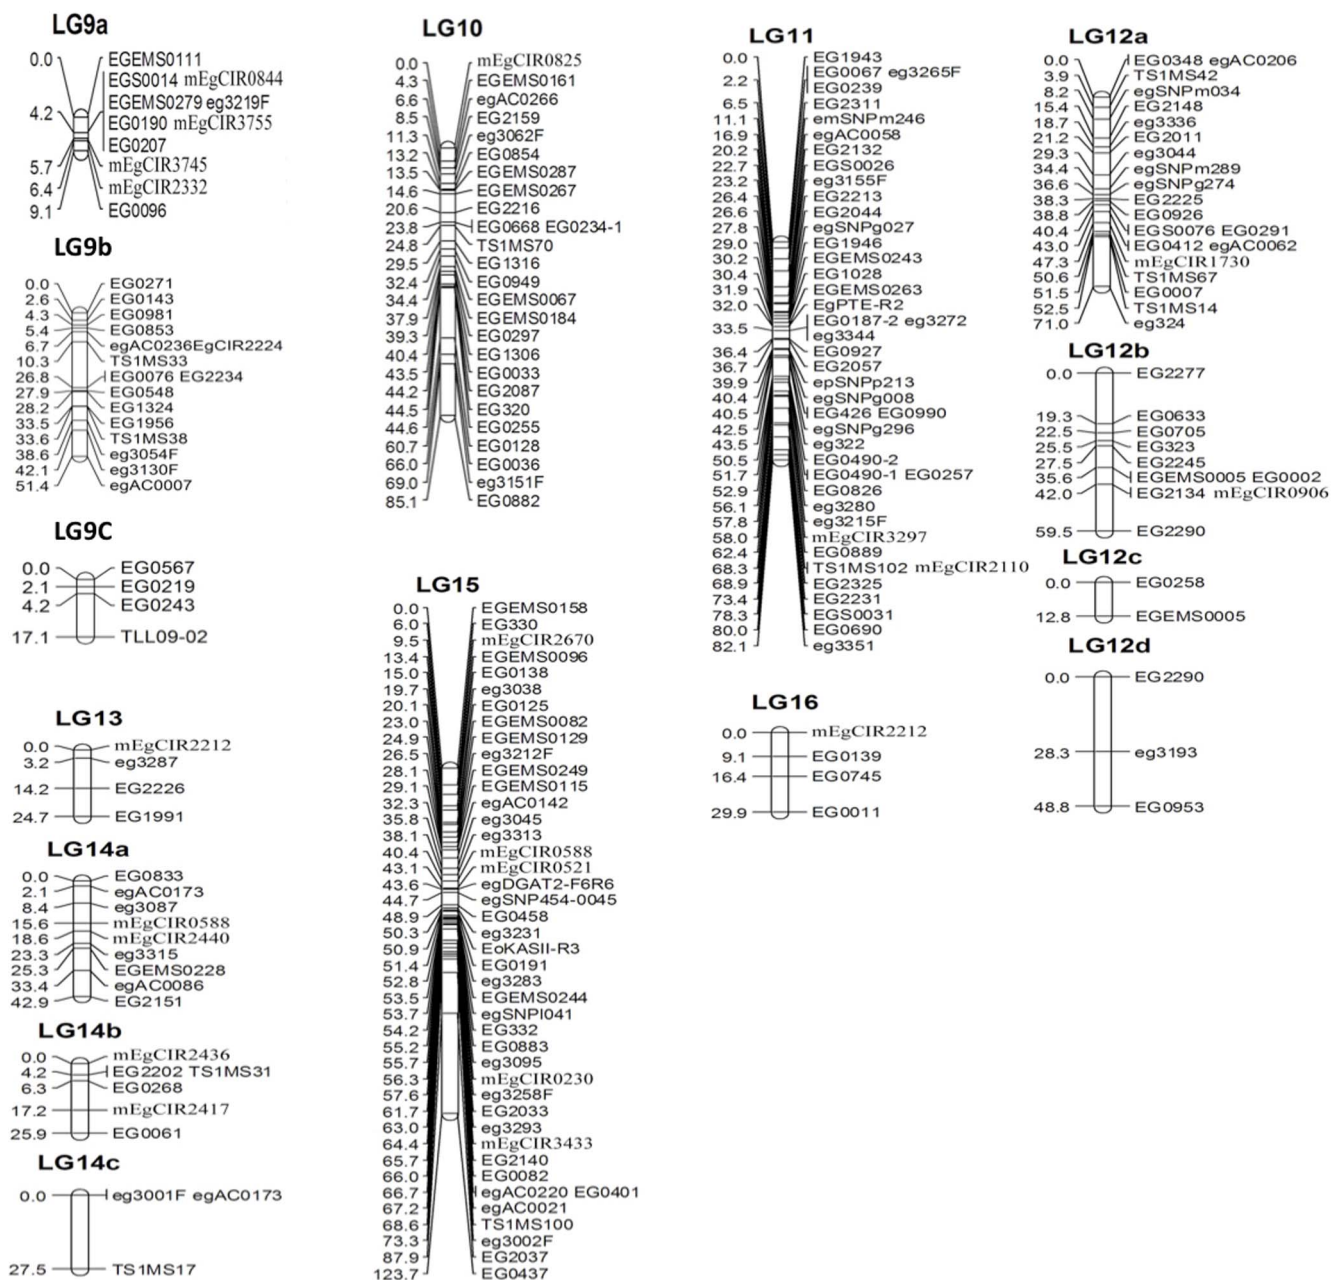 LG9a
0.0 EGEMS0111
EGS0014 mEgCIR0844
EGEMS0279 eg3219F
4.2 EG0190 mEgCIR3755
EG0207
5.7 mEgCIR3745
6.4 mEgCIR2332
9.1 EG0096
LG9b
0.0 EG0271
2.6 EG0143
4.3 EG0981
5.4 EG0853
6.7 egAC0236EgCIR2224
10.3 TS1MS33
26.8 EG0076 EG2234
27.9 EG0548
28.2 EG1324
33.5 EG1956
33.6 TS1MS38
38.6 eg3054F
42.1 eg3130F
51.4 egAC0007
LG9C
0.0 EG0567
2.1 EG0219
4.2 EG0243
17.1 TLL09-02
LG13
0.0 mEgCIR2212
3.2 eg3287
14.2 EG2226
24.7 EG1991
LG14a
0.0 EG0833
2.1 egAC0173
8.4 eg3087
15.6 mEgCIR0588
18.6 mEgCIR2440
23.3 eg3315
25.3 EGEMS0228
33.4 egAC0086
42.9 EG2151
LG14b
0.0 mEgCIR2436
4.2 EG2202 TS1MS31
6.3 EG0268
17.2 mEgCIR2417
25.9 EG0061
LG14c
0.0 eg3001F egAC0173
27.5 TS1MS17
LG10
0.0 mEgCIR0825
4.3 EGEMS0161
6.6 egAC0266
8.5 EG2159
11.3 eg3062F
13.2 EG0854
13.5 EGEMS0287
14.6 EGEMS0267
20.6 EG2216
23.8 EG0668 EG0234-1
24.8 TS1MS70
29.5 EG1316
32.4 EG0949
34.4 EGEMS0067
37.9 EGEMS0184
39.3 EG0297
40.4 EG1306
43.5 EG0033
44.2 EG2087
44.5 EG320
44.6 EG0255
60.7 EG0128
66.0 EG0036
69.0 eg3151F
85.1 EG0882
LG15
0.0 EGEMS0158
6.0 EG330
9.5 mEgCIR2670
13.4 EGEMS0096
15.0 EG0138
19.7 eg3038
20.1 EG0125
23.0 EGEMS0082
24.9 EGEMS0129
26.5 eg3212F
28.1 EGEMS0249
29.1 EGEMS0115
32.3 egAC0142
35.8 eg3045
38.1 eg3313
40.4 mEgCIR0588
43.1 mEgCIR0521
43.6 egDGAT2-F6R6
44.7 egSNP454-0045
48.9 EG0458
50.3 eg3231
50.9 EoKASII-R3
51.4 EG0191
52.8 eg3283
53.5 EGEMS0244
53.7 egSNPl041
54.2 EG332
55.2 EG0883
55.7 eg3095
56.3 mEgCIR0230
57.6 eg3258F
61.7 EG2033
63.0 eg3293
64.4 mEgCIR3433
65.7 EG2140
66.0 EG0082
66.7 egAC0220 EG0401
67.2 egAC0021
68.6 TS1MS100
73.3 eg3002F
87.9 EG2037
123.7 EG0437
LG11
0.0 EG1943
EG0067 eg3265F
2.2 EG0239
6.5 EG2311
11.1 emSNPm246
16.9 egAC0058
20.2 EG2132
22.7 EGS0026
23.2 eg3155F
26.4 EG2213
26.6 EG2044
27.8 egSNPg027
29.0 EG1946
30.2 EGEMS0243
30.4 EG1028
31.9 EGEMS0263
32.0 EgPTE-R2
EG0187-2 eg3272
33.5 eg3344
36.4 EG0927
36.7 EG2057
39.9 epSNPp213
40.4 egSNPg008
40.5 EG426 EG0990
42.5 egSNPg296
43.5 eg322
50.5 EG0490-2
51.7 EG0490-1 EG0257
52.9 EG0826
56.1 eg3280
57.8 eg3215F
58.0 mEgCIR3297
62.4 EG0889
68.3 TS1MS102 mEgCIR2110
68.9 EG2325
73.4 EG2231
78.3 EGS0031
80.0 EG0690
82.1 eg3351
LG16
0.0 mEgCIR2212
9.1 EG0139
16.4 EG0745
29.9 EG0011
LG12a
0.0 EG0348 egAC0206
3.9 TS1MS42
8.2 egSNPm034
15.4 EG2148
18.7 eg3336
21.2 EG2011
29.3 eg3044
34.4 egSNPm289
36.6 egSNPg274
38.3 EG2225
38.8 EG0926
40.4 EGS0076 EG0291
43.0 EG0412 egAC0062
47.3 mEgCIR1730
50.6 TS1MS67
51.5 EG0007
52.5 TS1MS14
71.0 eg324
LG12b
0.0 EG2277
19.3 EG0633
22.5 EG0705
25.5 EG323
27.5 EG2245
35.6 EGEMS0005 EG0002
42.0 EG2134 mEgCIR0906
59.5 EG2290
LG12c
0.0 EG0258
12.8 EGEMS0005
LG12d
0.0 EG2290
28.3 eg3193
48.8 EG0953